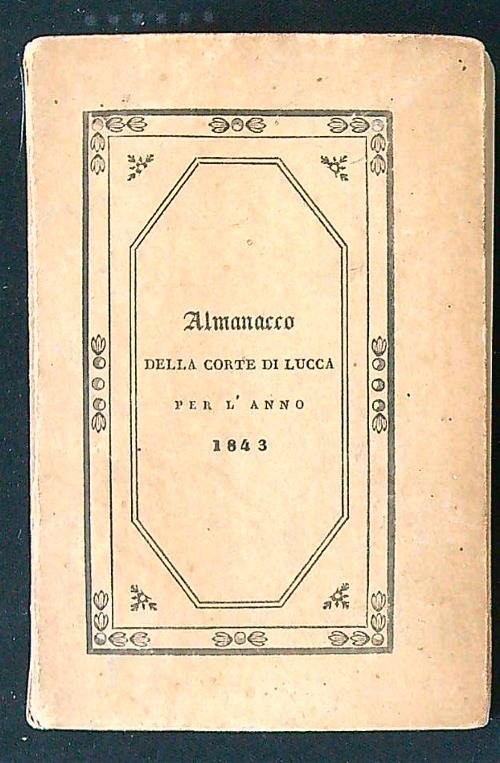 Almanacco
DELLA CORTE DI LUCCA
PER L'ANNO
1843